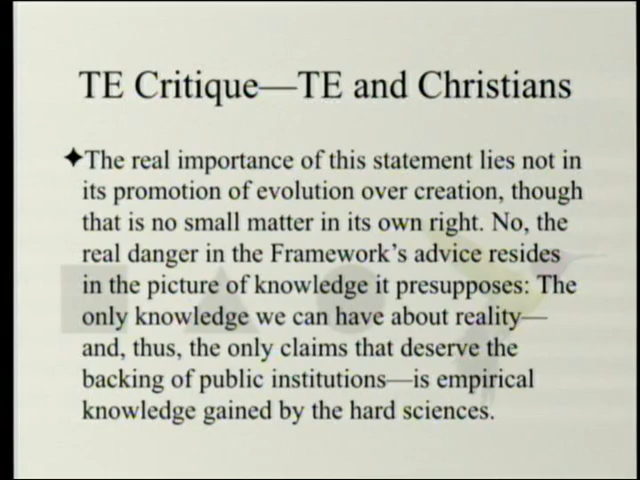 TE Critique—TE and Christians
✦The real importance of this statement lies not in
its promotion of evolution over creation, though
that is no small matter in its own right. No, the
real danger in the Framework's advice resides
in the picture of knowledge it presupposes: The
only knowledge we can have about reality—
and, thus, the only claims that deserve the
backing of public institutions—is empirical
knowledge gained by the hard sciences.